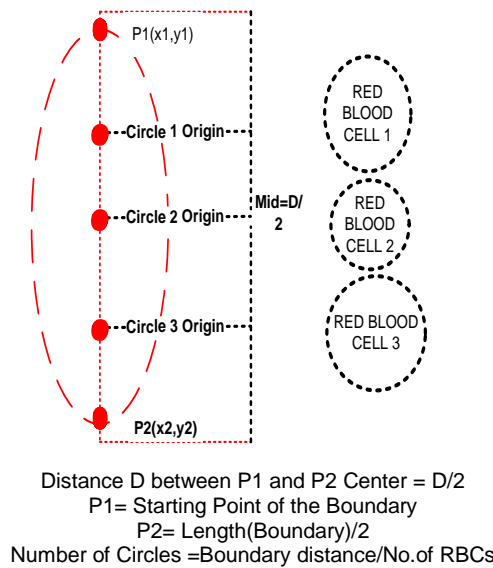 P1(x1,y1)
Circle 1 Origin
Circle 2 Origin
Mid=D/
2
Circle 3 Origin
P2(x2,y2)
RED
BLOOD
CELL 1
RED
BLOOD
CELL 2
RED BLOOD
CELL 3
Distance D between P1 and P2 Center = D/2
P1= Starting Point of the Boundary
P2= Length(Boundary)/2
Number of Circles =Boundary distance/No.of RBCs